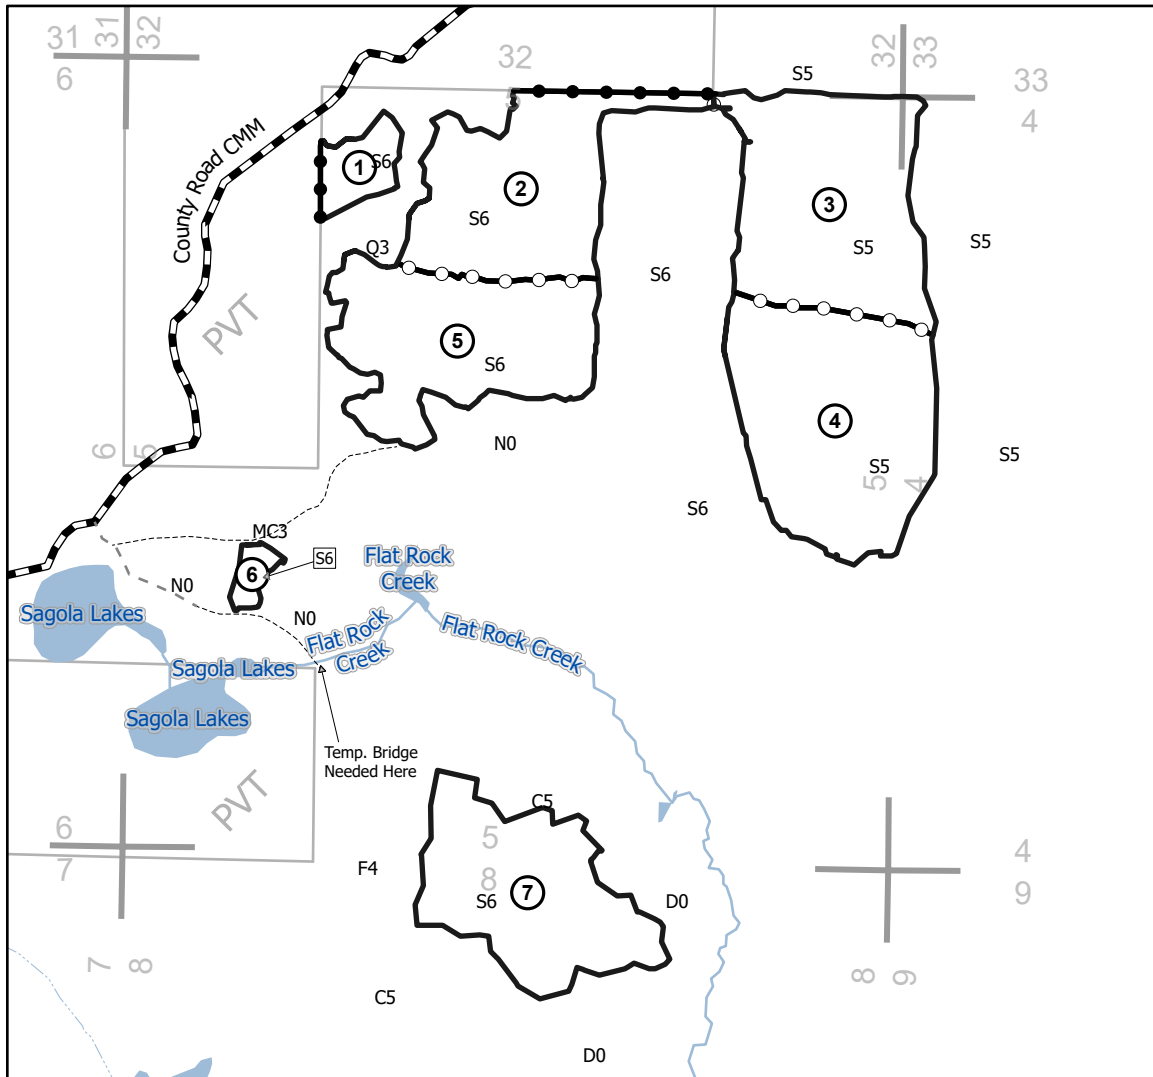 31
31
32
6
32
5
32
33
33
4
S5
County Road CMM
1
S6
2
S6
3
S5
S5
Q3
S6
PVT
5
S6
4
S5
S5
N0
6
5
5
4
S6
MC3
S6
6
N0
N0
Flat Rock
Creek
Sagola Lakes
Flat Rock
Creek
Flat Rock Creek
Sagola Lakes
Sagola Lakes
Temp. Bridge
Needed Here
PVT
C5
6
7
5
8
F4
7
S6
D0
4
9
7
8
8
9
C5
D0